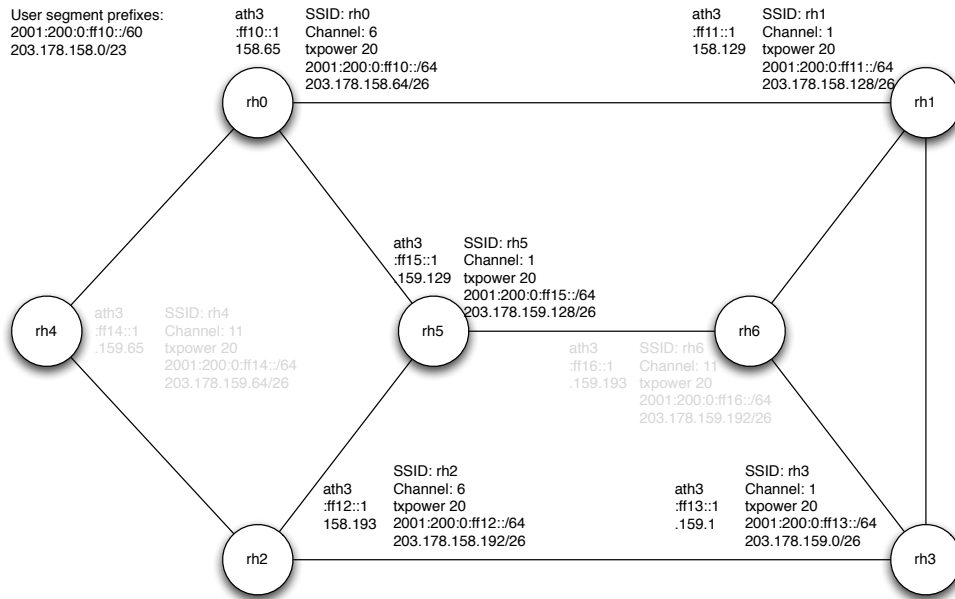 User segment prefixes:
2001:200:0:ff10::/60
203.178.158.0/23
ath3
:ff10::1
158.65
SSID: rh0
Channel: 6
txpower 20
2001:200:0:ff10::/64
203.178.158.64/26
rh0
ath3
:ff11::1
158.129
SSID: rh1
Channel: 1
txpower 20
2001:200:0:ff11::/64
203.178.158.128/26
rh1
ath3
:ff15::1
.159.129
SSID: rh5
Channel: 1
txpower 20
2001:200:0:ff15::/64
203.178.159.128/26
rh5
rh4
ath3
:ff14::1
.159.65
SSID: rh4
Channel: 11
txpower 20
2001:200:0:ff14::/64
203.178.159.64/26
rh6
ath3
:ff16::1
.159.193
SSID: rh6
Channel: 11
txpower 20
2001:200:0:ff16::/64
203.178.159.192/26
ath3
:ff12::1
158.193
SSID: rh2
Channel: 6
txpower 20
2001:200:0:ff12::/64
203.178.158.192/26
rh2
ath3
:ff13::1
.159.1
SSID: rh3
Channel: 1
txpower 20
2001:200:0:ff13::/64
203.178.159.0/26
rh3